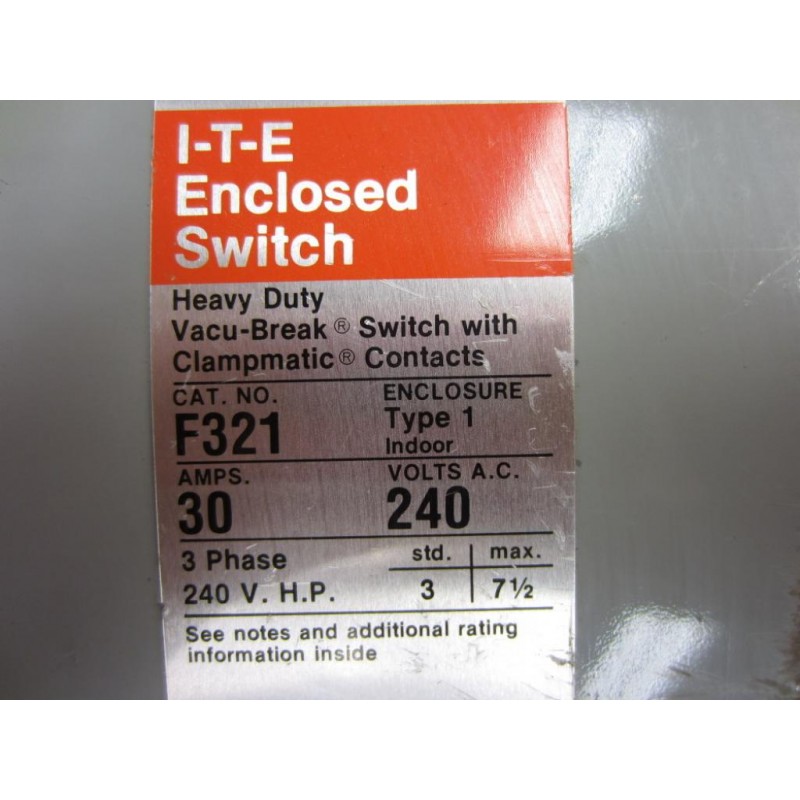 I-T-E
Enclosed
Switch
Heavy Duty
Vacu-Break® Switch with
Clampmatic® Contacts
CAT. NO. ENCLOSURE
F321 Type 1
Indoor
AMPS. VOLTS A.C.
30 240
3 Phase std. max.
240 V. H.P. 3 7½
See notes and additional rating
information inside